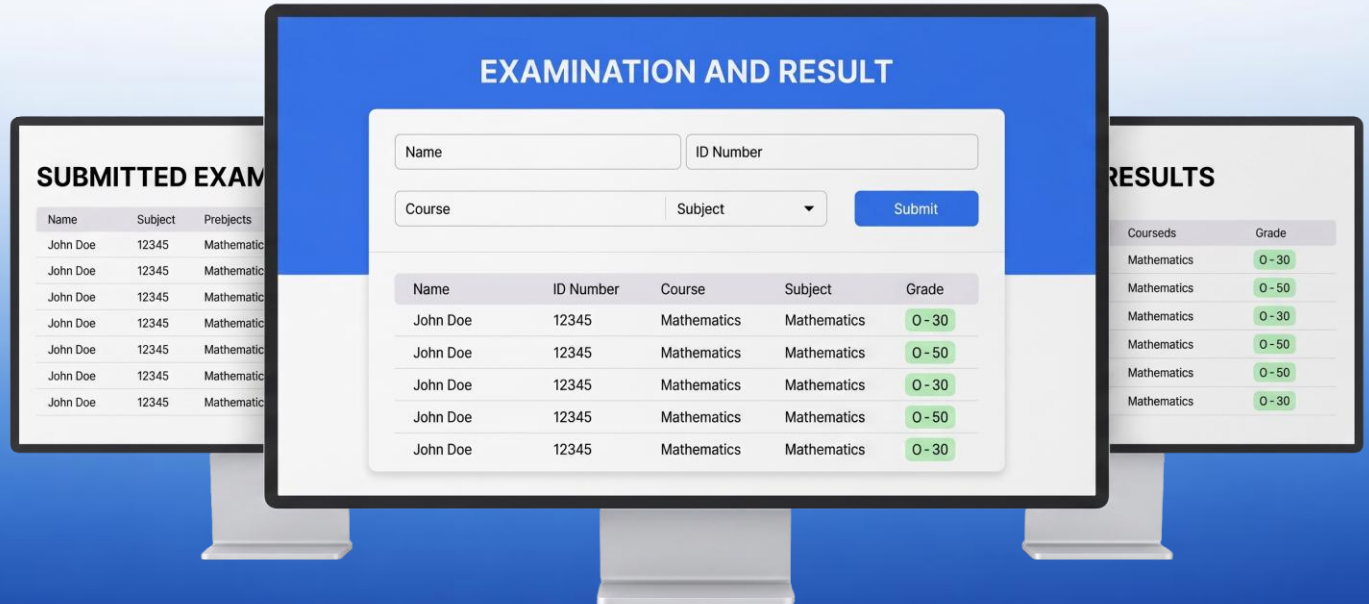 EXAMINATION AND RESULT
Name ID Number
Course Subject Submit
Name ID Number Course Subject Grade
John Doe 12345 Mathematics Mathematics O - 30
John Doe 12345 Mathematics Mathematics O - 50
John Doe 12345 Mathematics Mathematics O - 30
John Doe 12345 Mathematics Mathematics O - 50
John Doe 12345 Mathematics Mathematics O - 30
SUBMITTED EXAM
Name Subject Prebjects
John Doe 12345 Mathematic
John Doe 12345 Mathematic
John Doe 12345 Mathematic
John Doe 12345 Mathematic
John Doe 12345 Mathematic
John Doe 12345 Mathematic
John Doe 12345 Mathematic
RESULTS
Courseds Grade
Mathematics O - 30
Mathematics O - 50
Mathematics O - 30
Mathematics O - 50
Mathematics O - 50
Mathematics O - 30